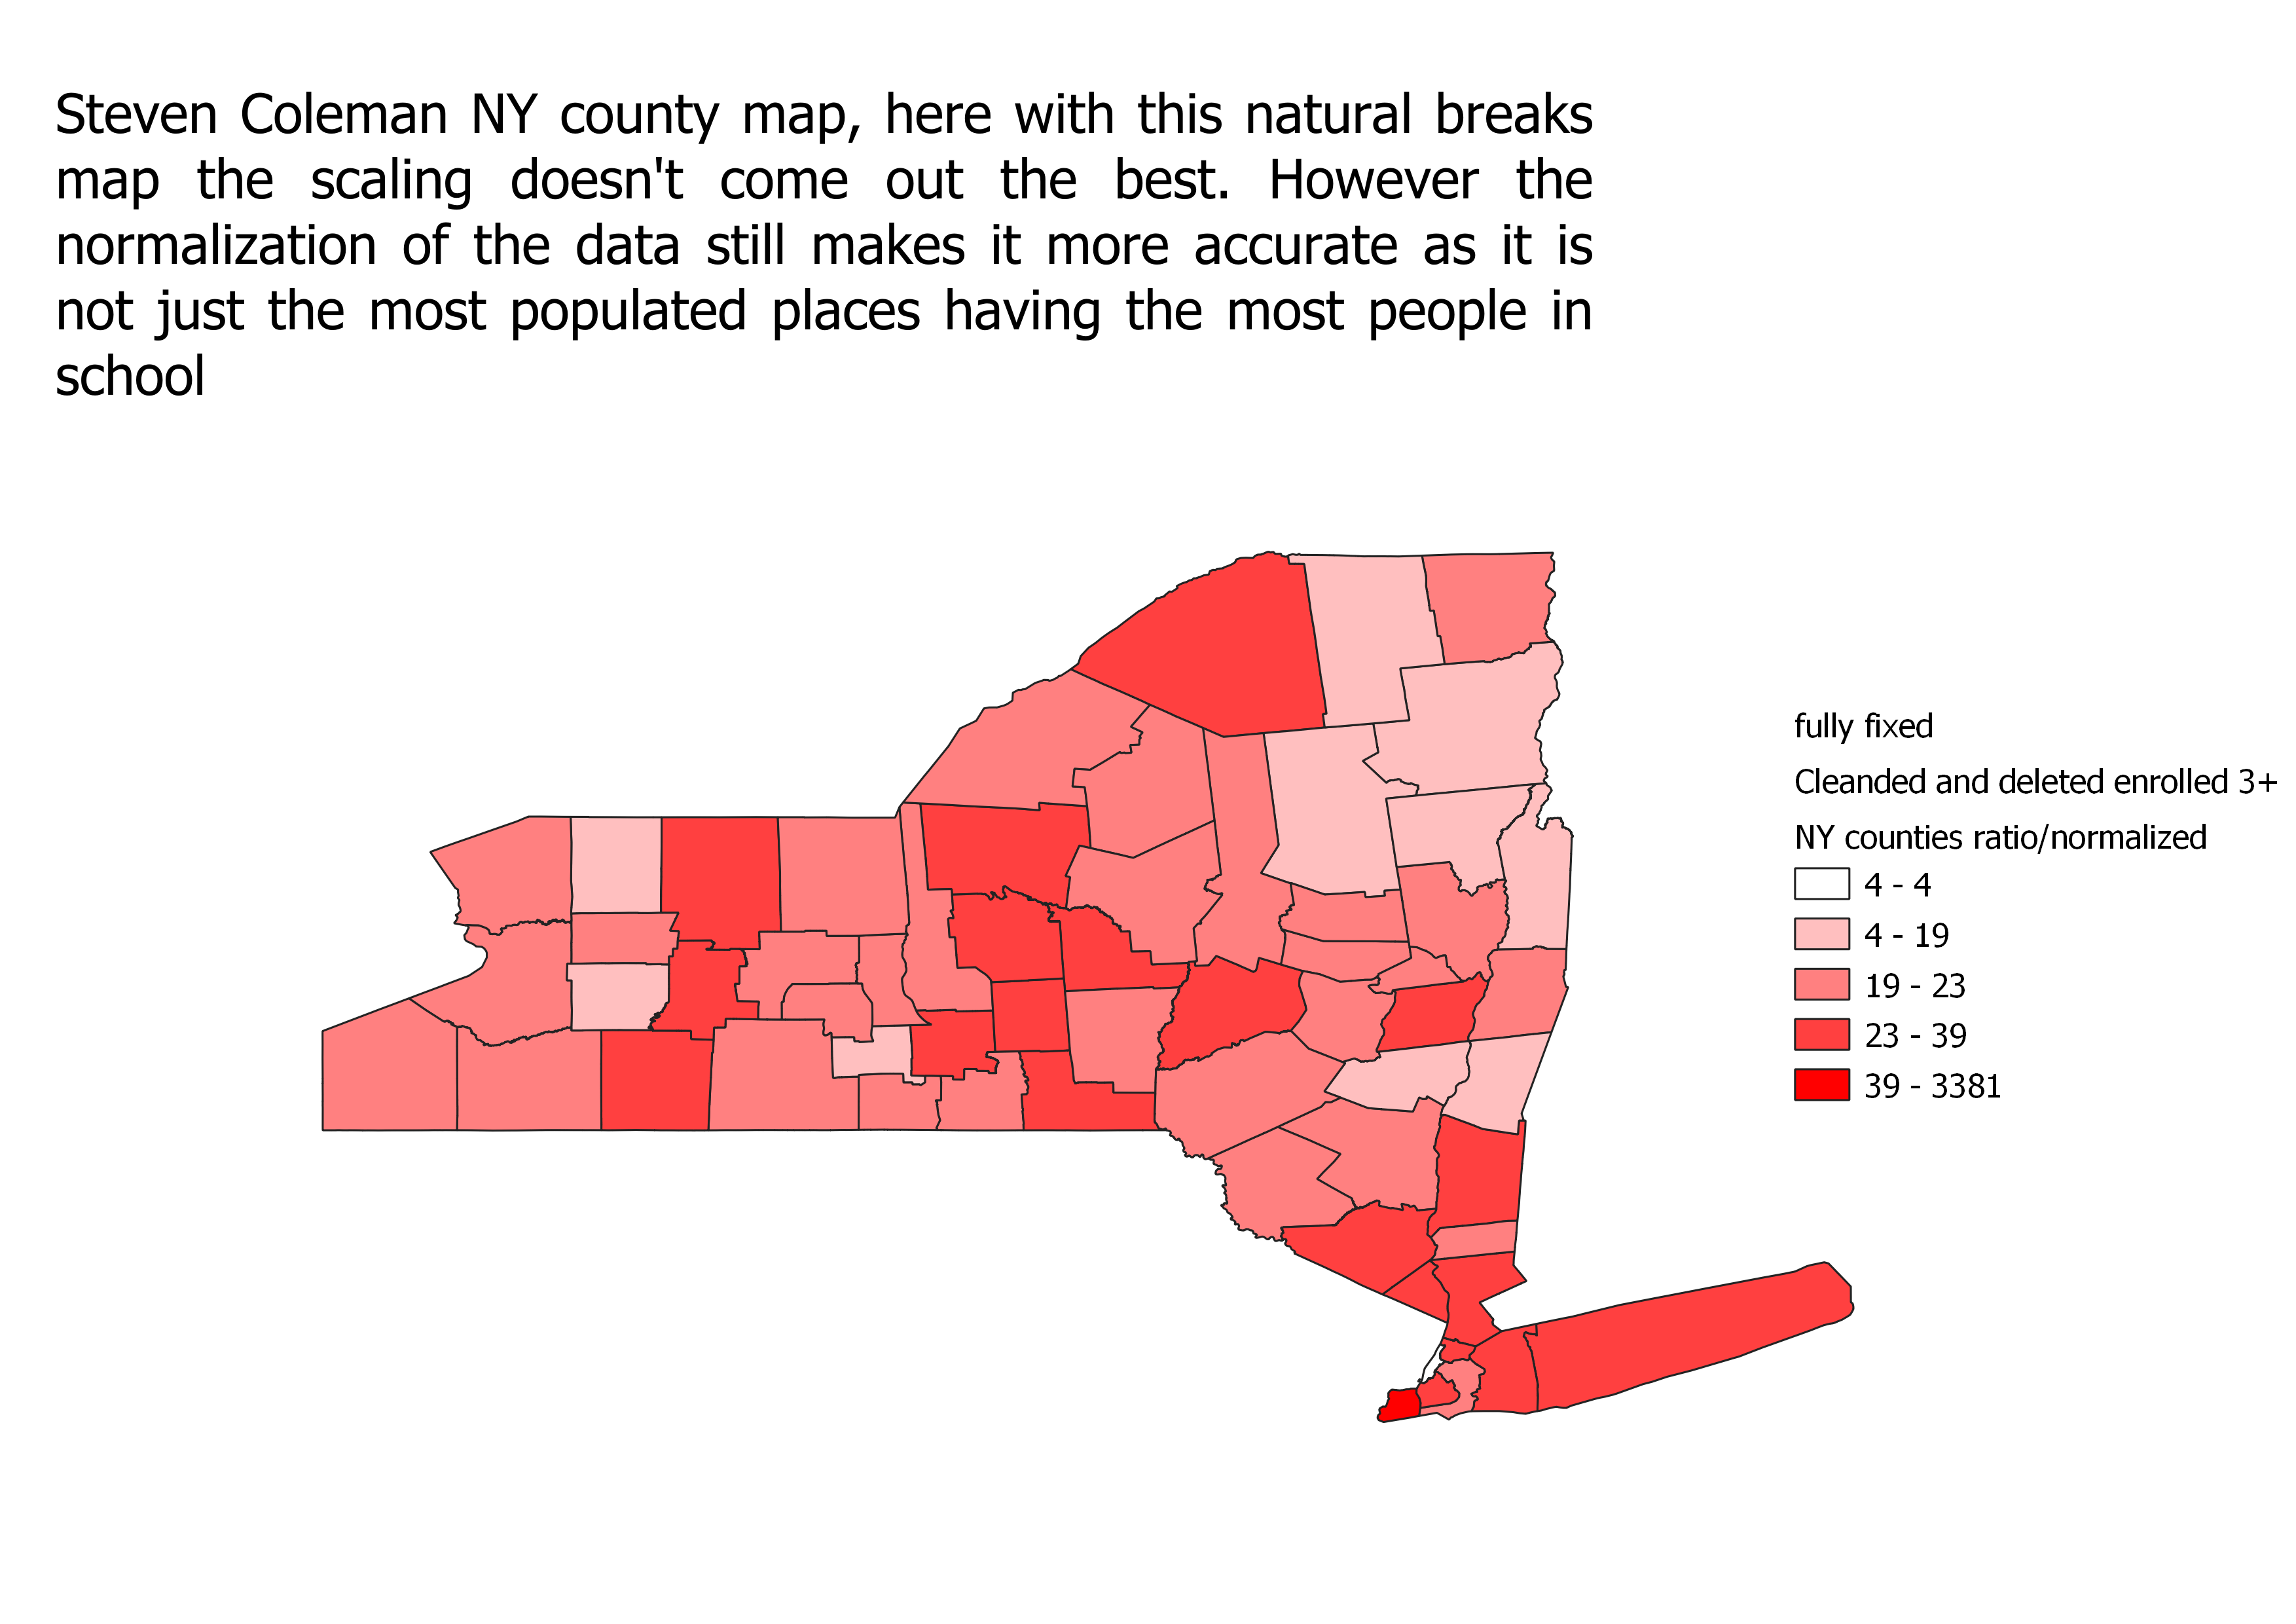 Steven Coleman NY county map, here with this natural breaks
map the scaling doesn't come out the best. However the
normalization of the data still makes it more accurate as it is
not just the most populated places having the most people in
school
fully fixed
Cleanded and deleted enrolled 3+
NY counties ratio/normalized
4 - 4
4 - 19
19 - 23
23 - 39
39 - 3381